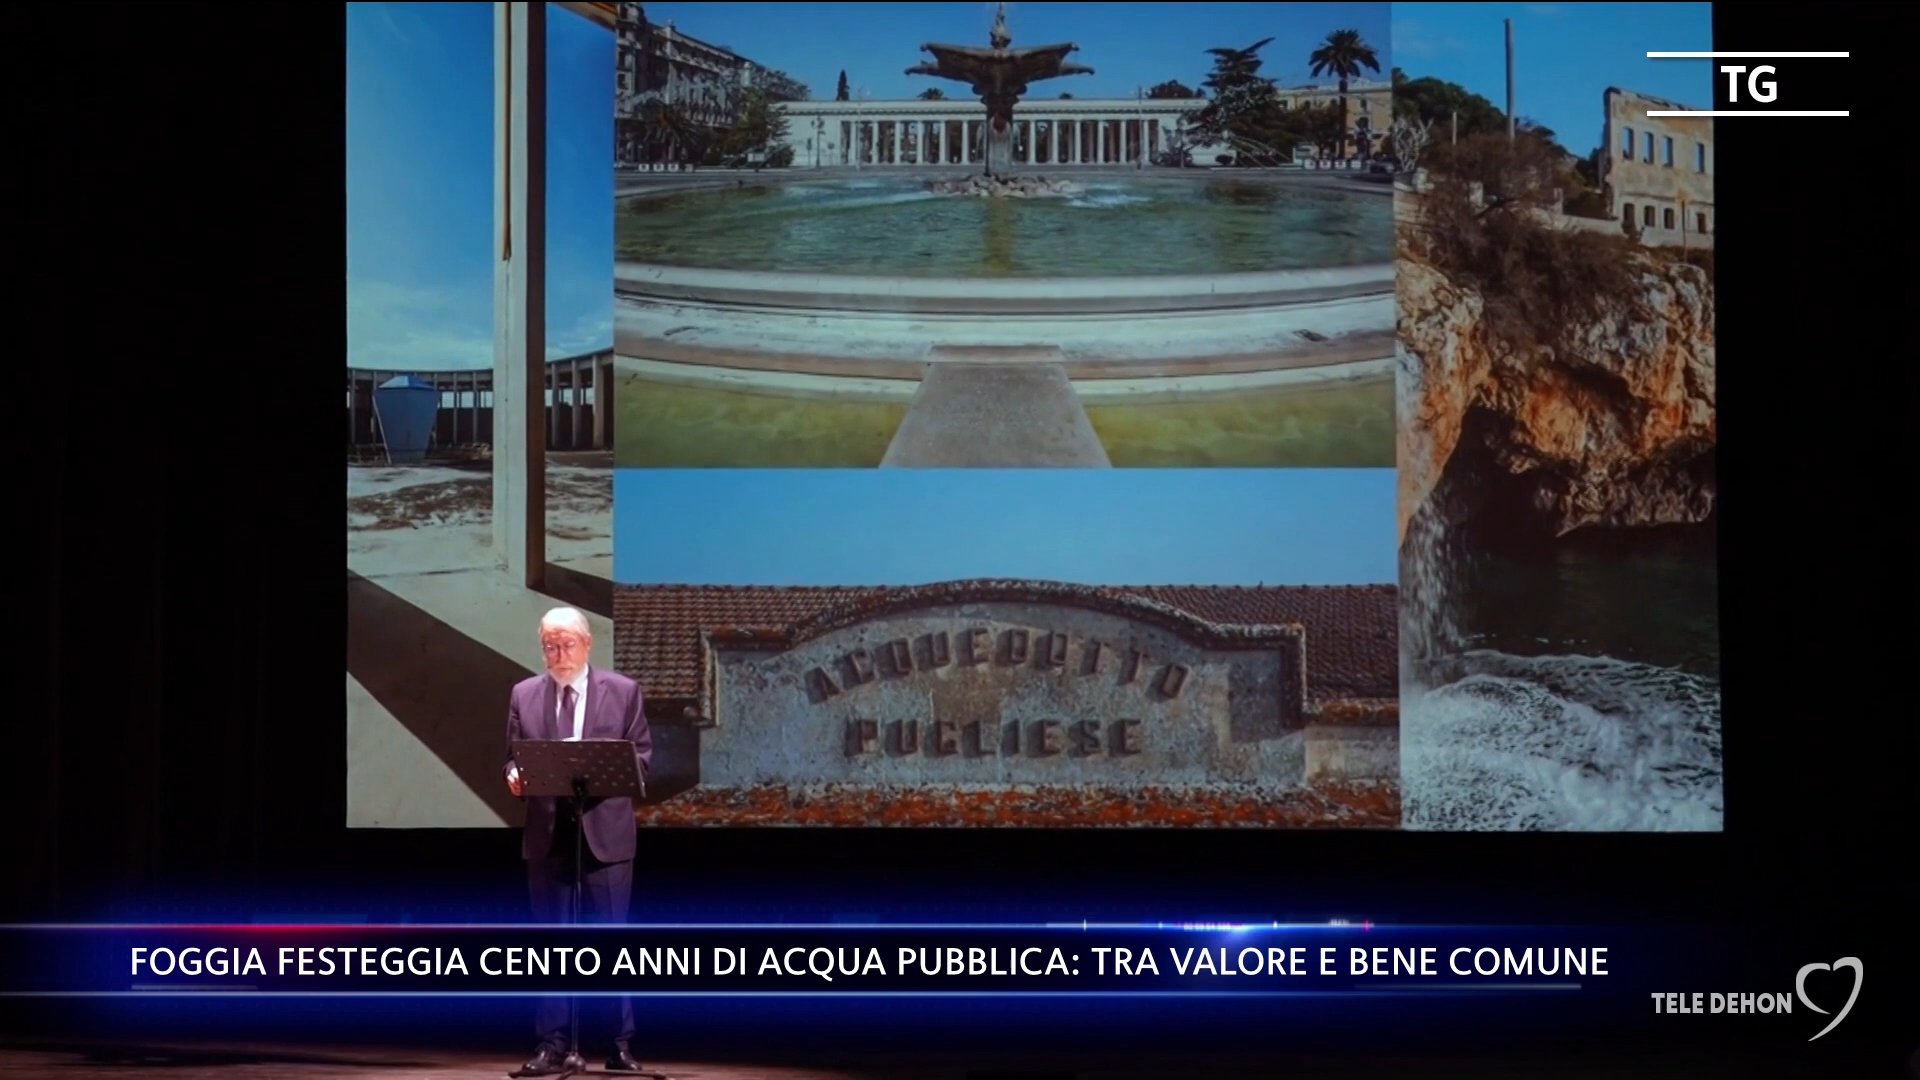 TG
ACQUEDOTTO
PUGLIESE
FOGGIA FESTEGGIA CENTO ANNI DI ACQUA PUBBLICA: TRA VALORE E BENE COMUNE
TELE DEHON